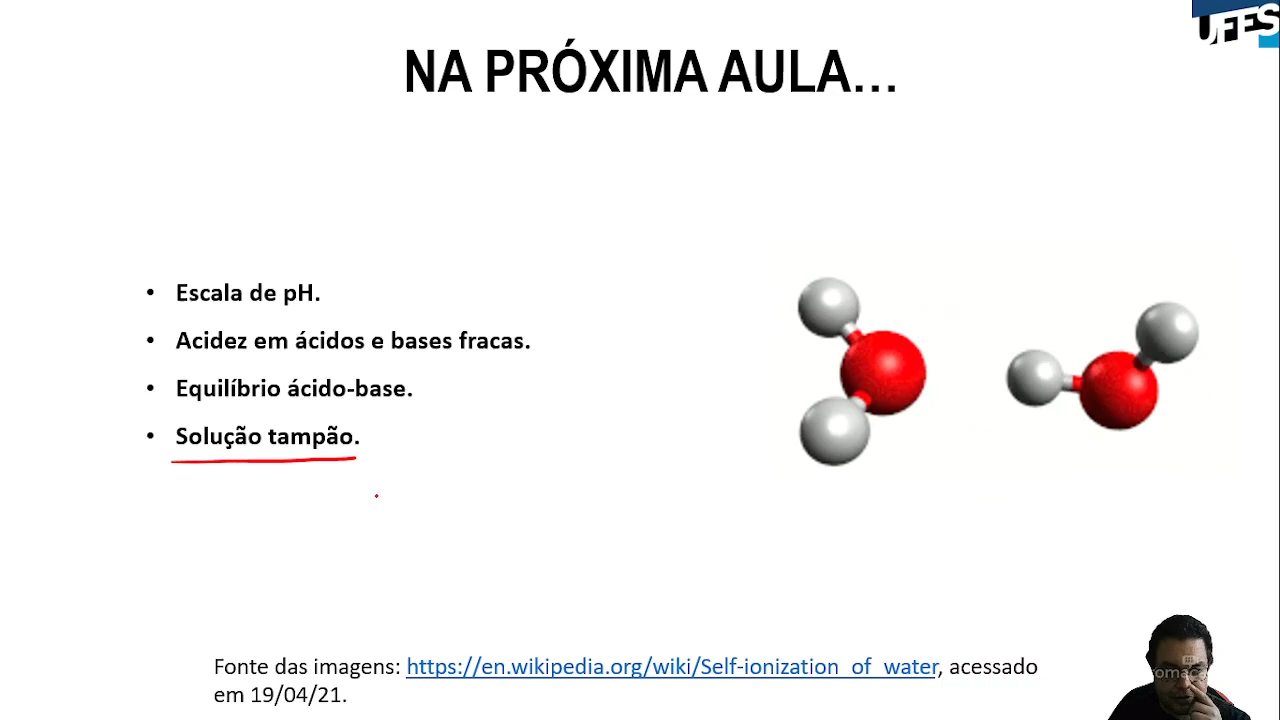 UFES
NA PRÓXIMA AULA...
• Escala de pH.
• Acidez em ácidos e bases fracas.
• Equilíbrio ácido-base.
• Solução tampão.
Fonte das imagens: https://en.wikipedia.org/wiki/Self-ionization_of_water, acessado
em 19/04/21.